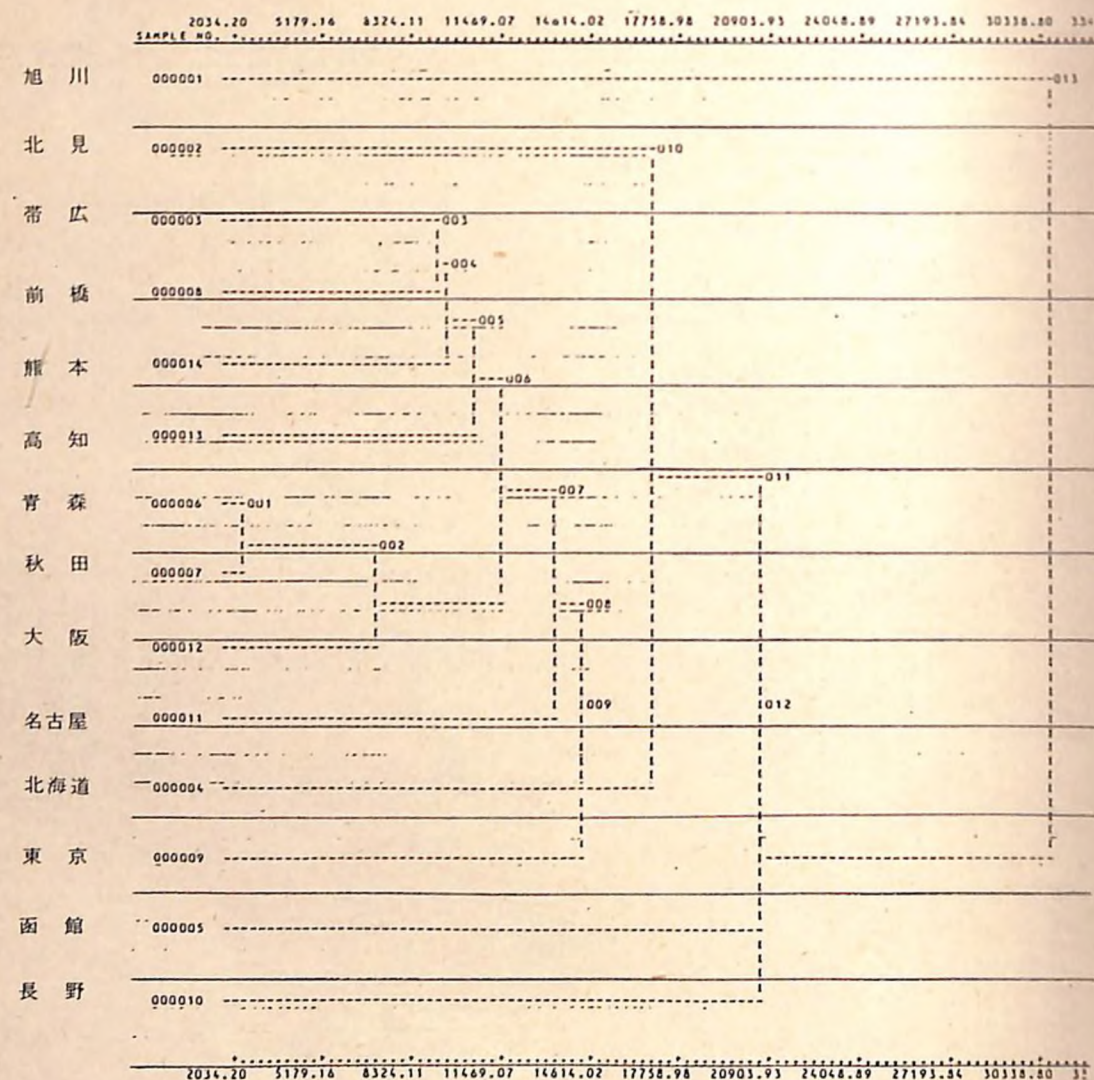 2034.20 5179.16 8324.11 11469.07 14614.02 17758.98 20903.93 24048.89 27193.84 30338.80 334
SAMPLE NO.
旭川 000001 013
北見 000002 010
帯広 000003 003
004
前橋 000008
005
熊本 000014
006
高知 000013
011
007
青森 000006 001
002
秋田 000007
008
大阪 000012
009 012
名古屋 000011
北海道 000004
東京 000009
函館 000005
長野 000010
2034.20 5179.16 8324.11 11469.07 14614.02 17758.98 20903.93 24048.89 27193.84 30338.80